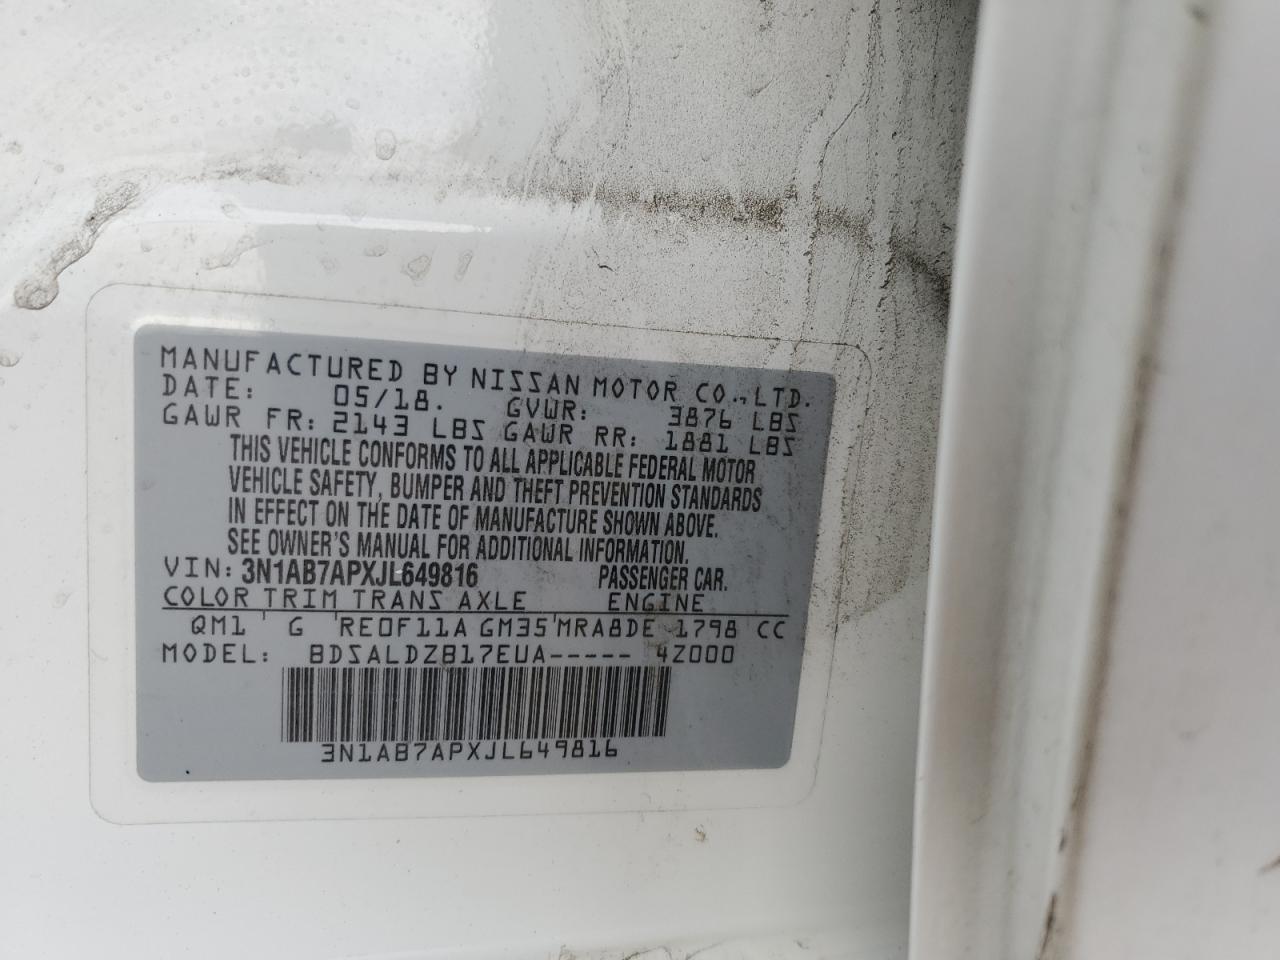 MANUFACTURED BY NISSAN MOTOR CO.,LTD.
DATE: 05/18. GVWR: 3876 LBS
GAWR FR: 2143 LBS GAWR RR: 1881 LBS
THIS VEHICLE CONFORMS TO ALL APPLICABLE FEDERAL MOTOR
VEHICLE SAFETY, BUMPER AND THEFT PREVENTION STANDARDS
IN EFFECT ON THE DATE OF MANUFACTURE SHOWN ABOVE.
SEE OWNER'S MANUAL FOR ADDITIONAL INFORMATION.
VIN: 3N1AB7APXJL649816 PASSENGER CAR.
COLOR TRIM TRANS AXLE ENGINE
QM1 ' G ' RE0F11A GM35 ' MRA8DE 1798 CC
MODEL: BDSALDZB17EUA----- 4Z000
3N1AB7APXJL649816